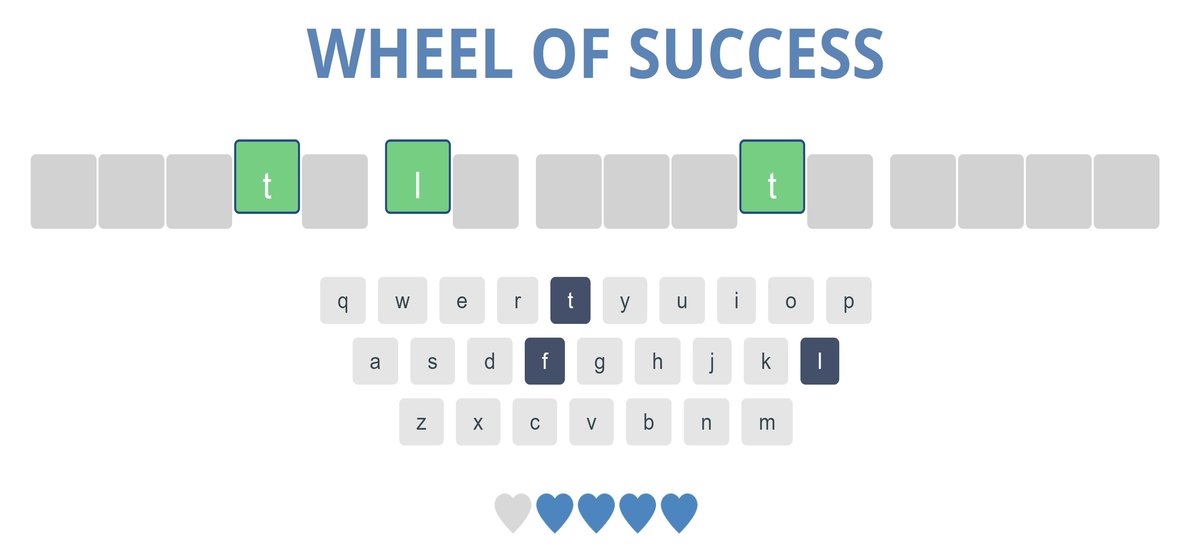 WHEEL OF SUCCESS
t l t
q w e r t y u i o p
a s d f g h j k l
z x c v b n m